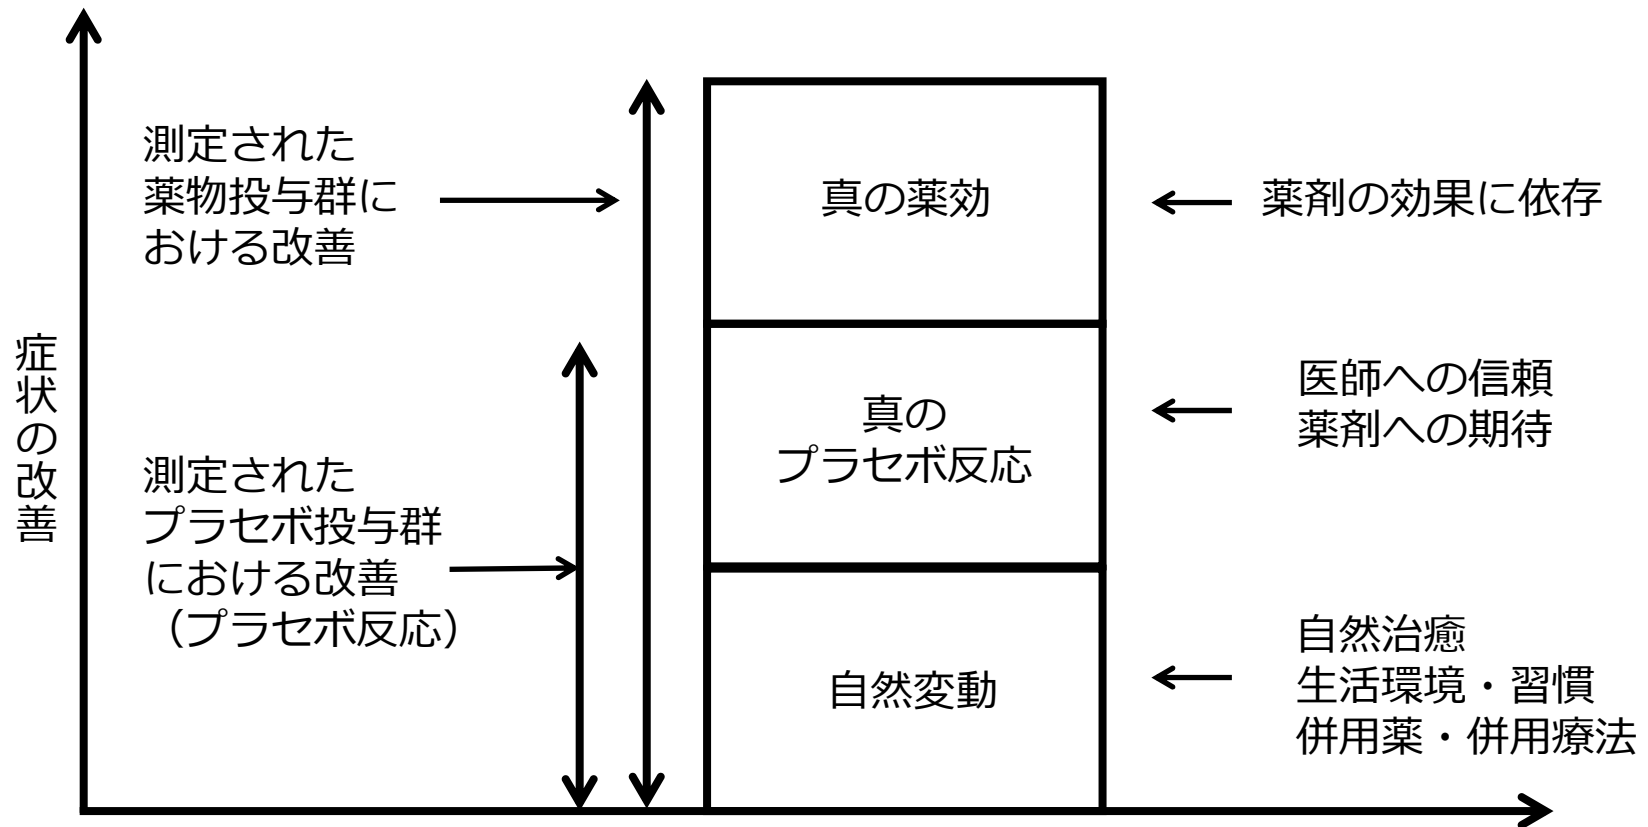 測定された
薬物投与群に
おける改善
真の薬効
薬剤の効果に依存
症状の改善
医師への信頼
薬剤への期待
真の
プラセボ反応
測定された
プラセボ投与群
における改善
（プラセボ反応）
自然変動
自然治癒
生活環境・習慣
併用薬・併用療法